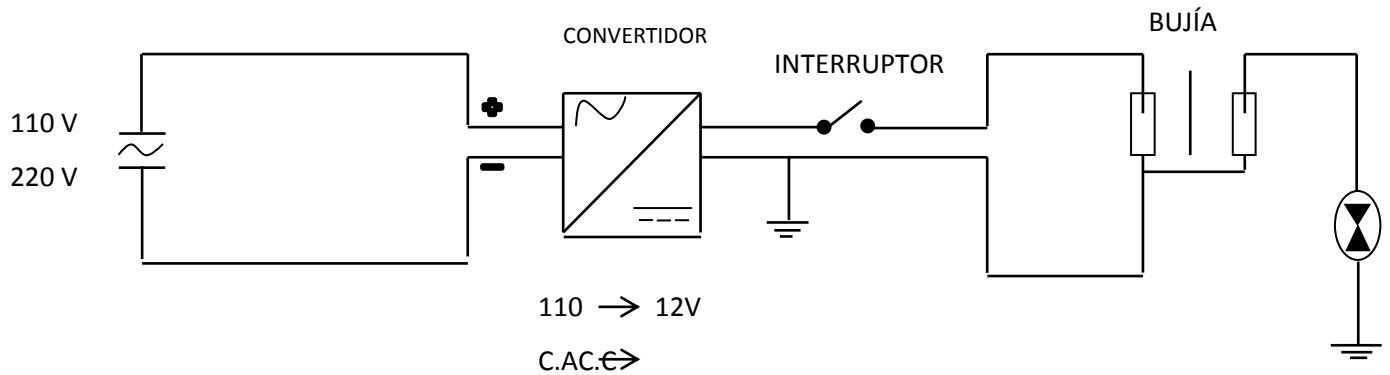 CONVERTIDOR
BUJÍA
INTERRUPTOR
110 V
220 V
110 → 12V
C.AC.C→